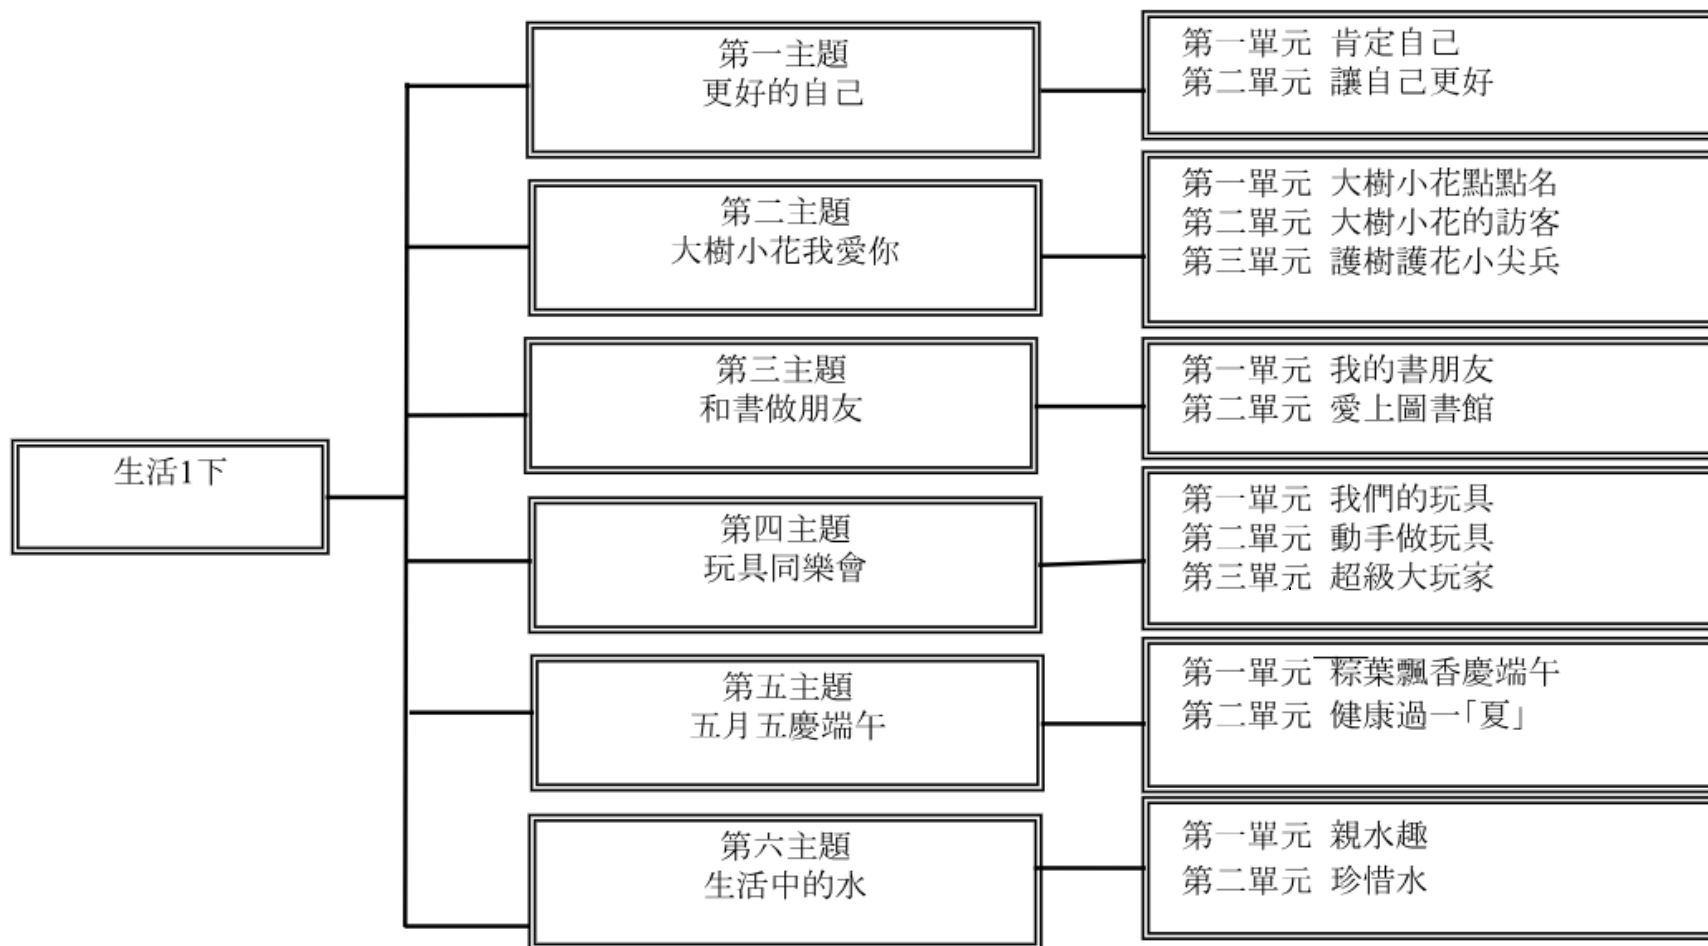 生活1下
第一主題
更好的自己
第一單元 肯定自己
第二單元 讓自己更好
第二主題
大樹小花我愛你
第一單元 大樹小花點點名
第二單元 大樹小花的訪客
第三單元 護樹護花小尖兵
第三主題
和書做朋友
第一單元 我的書朋友
第二單元 愛上圖書館
第四主題
玩具同樂會
第一單元 我們的玩具
第二單元 動手做玩具
第三單元 超級大玩家
第五主題
五月五慶端午
第一單元 粽葉飄香慶端午
第二單元 健康過一「夏」
第六主題
生活中的水
第一單元 親水趣
第二單元 珍惜水